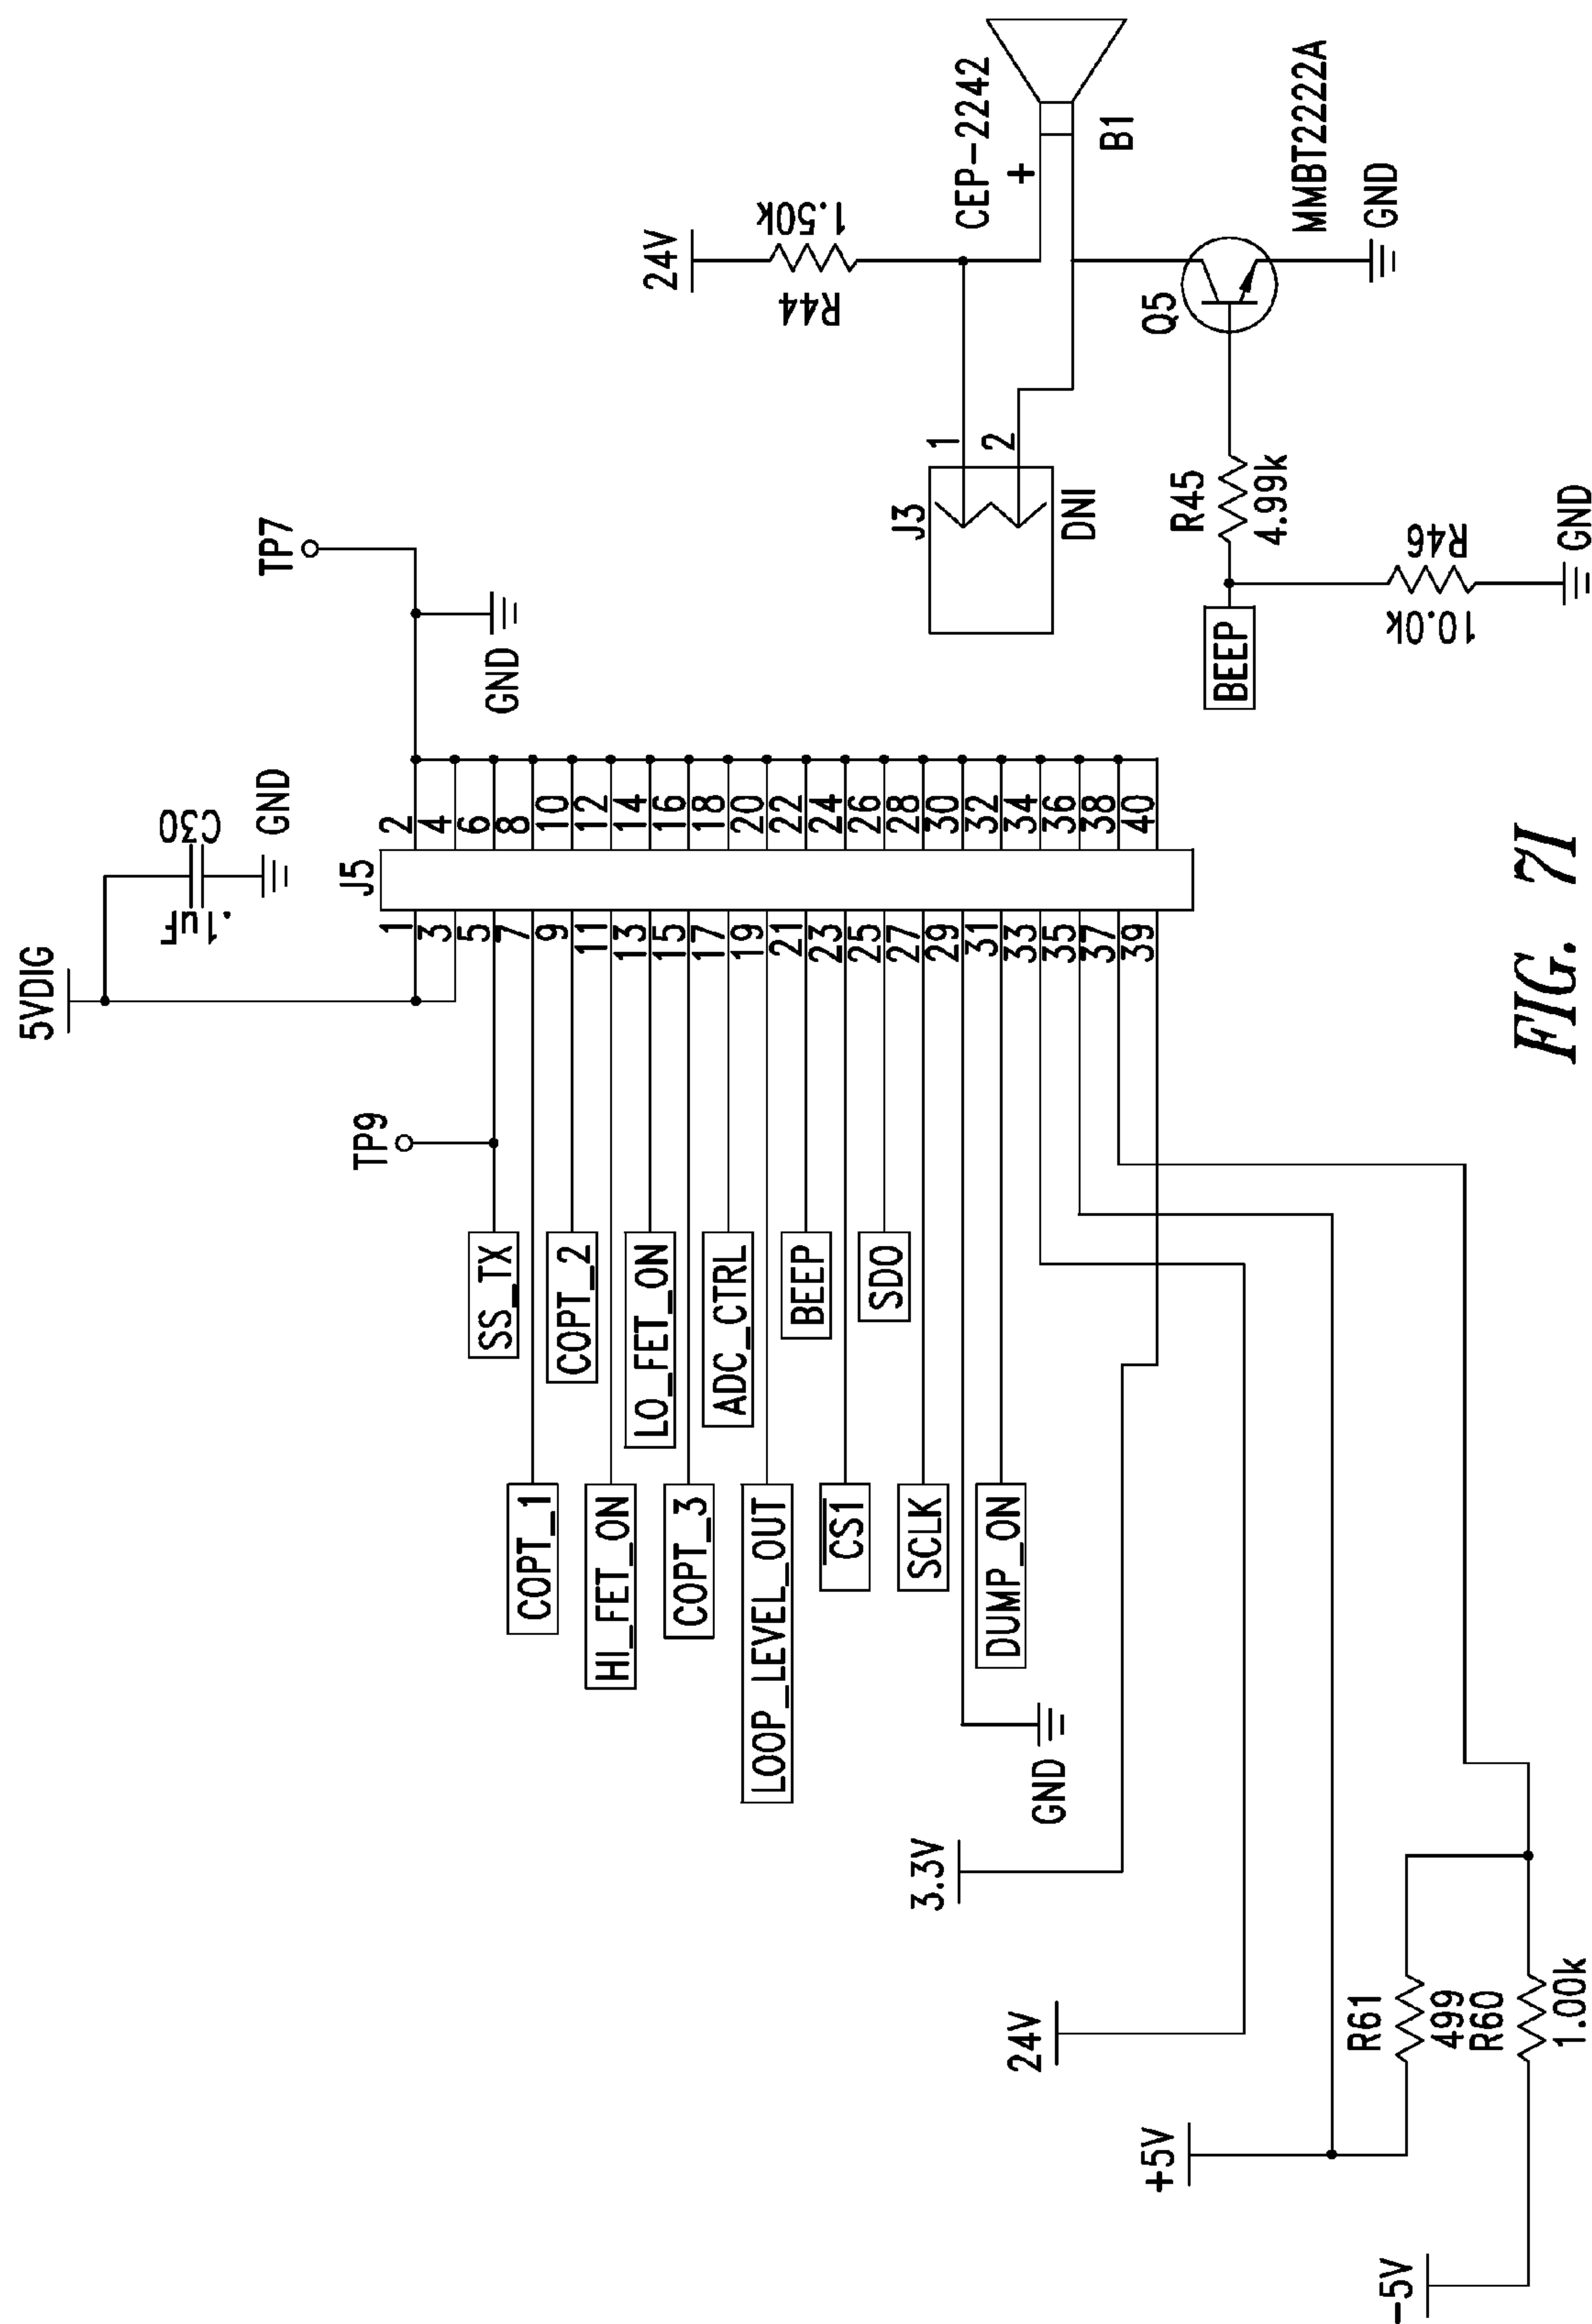 5VDIG
.1uF
C30
GND
TP7
TP9
J5
1
2
3
4
5
6
7
8
9
10
11
12
13
14
15
16
17
18
19
20
21
22
23
24
25
26
27
28
29
30
31
32
33
34
35
36
37
38
39
40
GND
SS_TX
COPT_1
COPT_2
HI_FET_ON
LO_FET_ON
COPT_3
ADC_CTRL
LOOP_LEVEL_OUT
BEEP
CS1
SDO
SCLK
DUMP_ON
GND
3.3V
24V
+5V
-5V
R61
499
R60
1.00k
24V
R44
1.50k
CEP-2242
+
B1
J3
1
2
DNI
Q5
MMBT2222A
GND
R45
4.99k
BEEP
10.0k
R46
GND
FIG. 7I